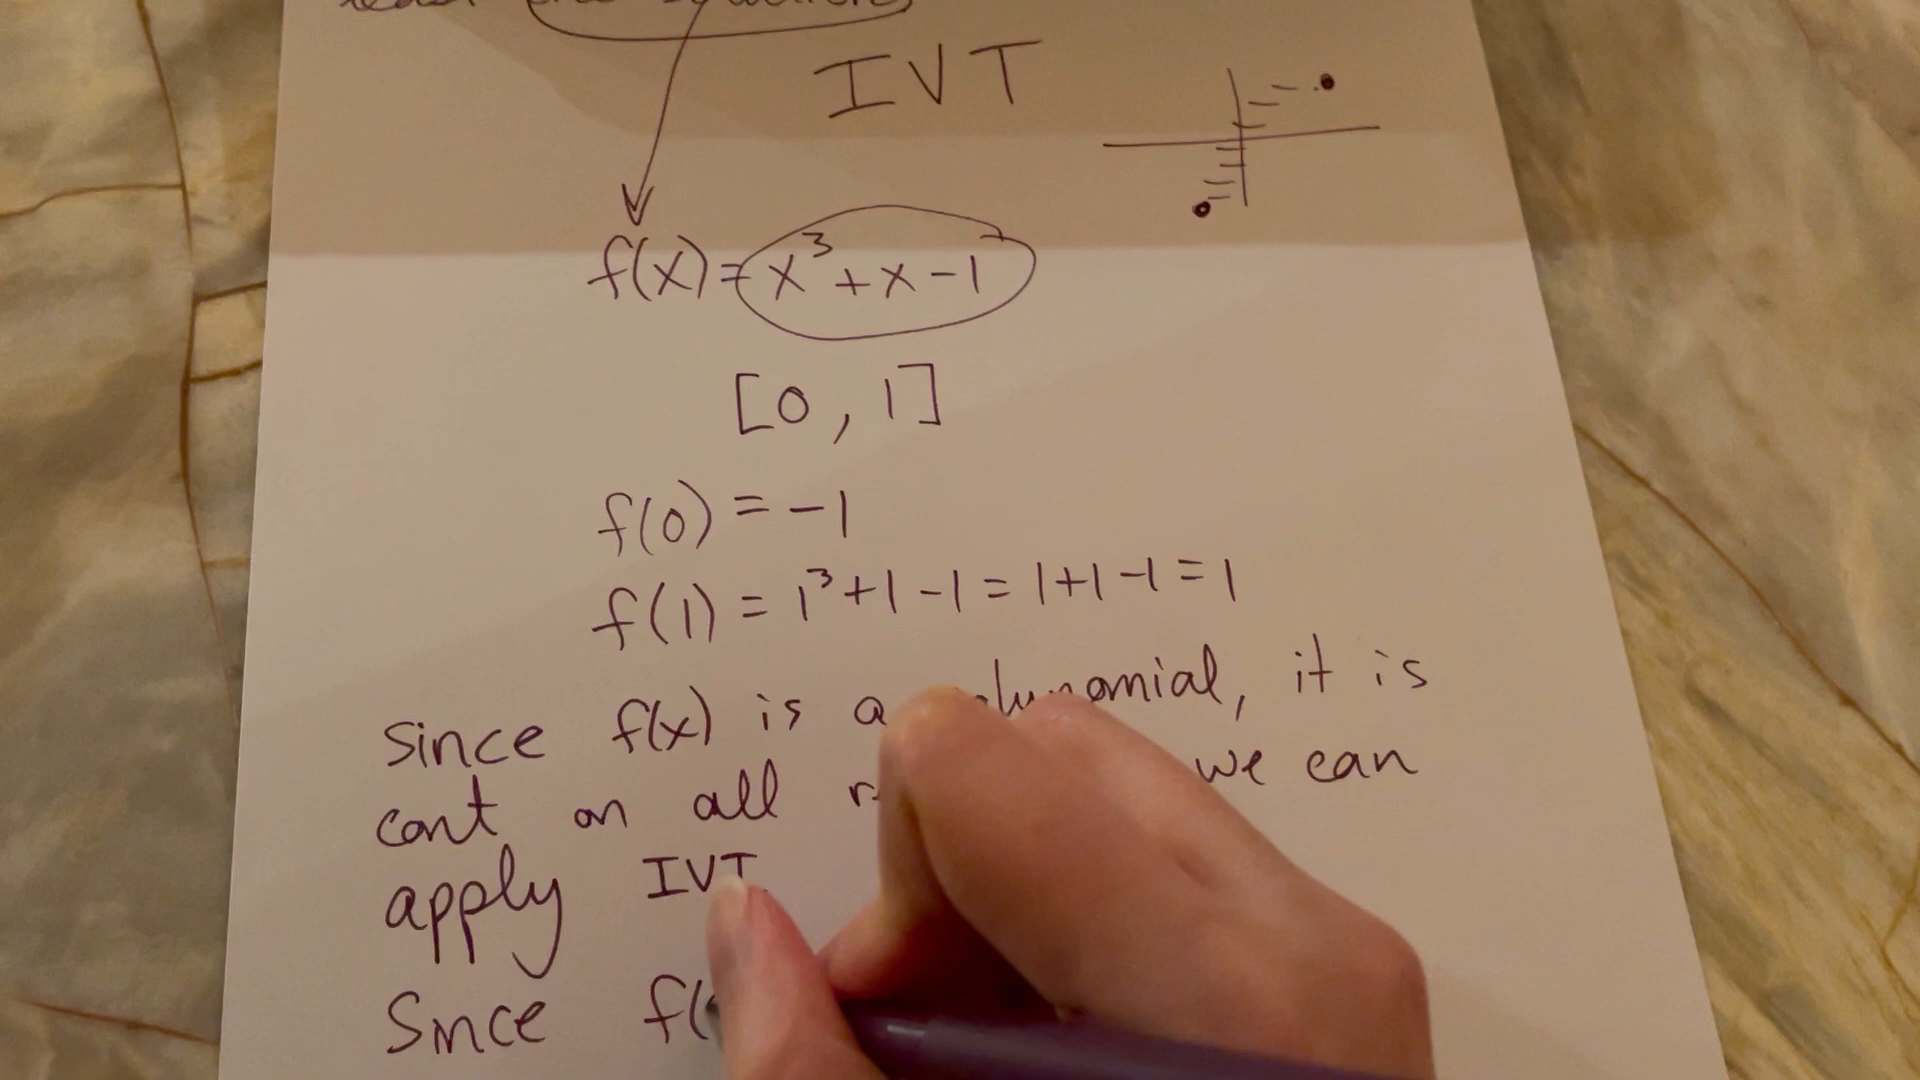 IVT
f(x) = x³ + x - 1
[0, 1]
f(0) = -1
f(1) = 1³ + 1 - 1 = 1 + 1 - 1 = 1
Since f(x) is a it is
cont on all we can
apply IVT
Since f(